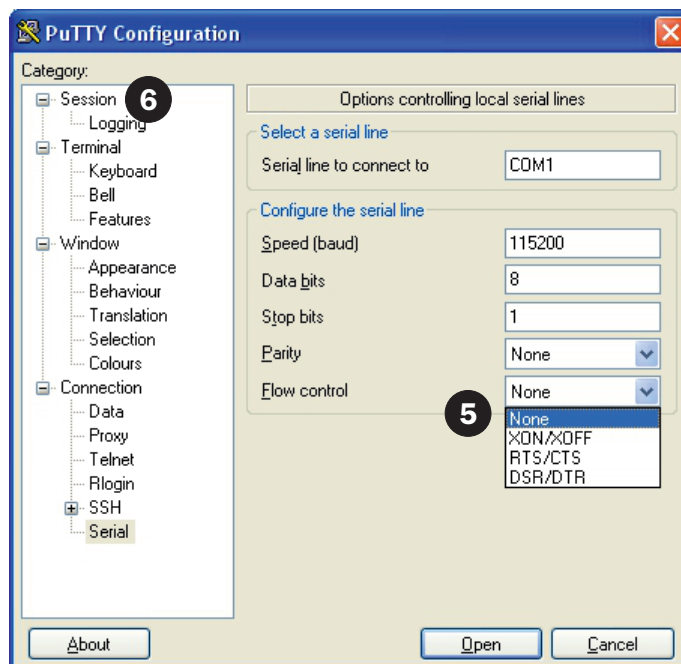 PuTTY Configuration
Category:
Session
6
Logging
Terminal
Keyboard
Bell
Features
Window
Appearance
Behaviour
Translation
Selection
Colours
Connection
Data
Proxy
Telnet
Rlogin
SSH
Serial
Options controlling local serial lines
Select a serial line
Serial line to connect to COM1
Configure the serial line
Speed (baud) 115200
Data bits 8
Stop bits 1
Parity None
Flow control None
5
None
XON/XOFF
RTS/CTS
DSR/DTR
About Open Cancel